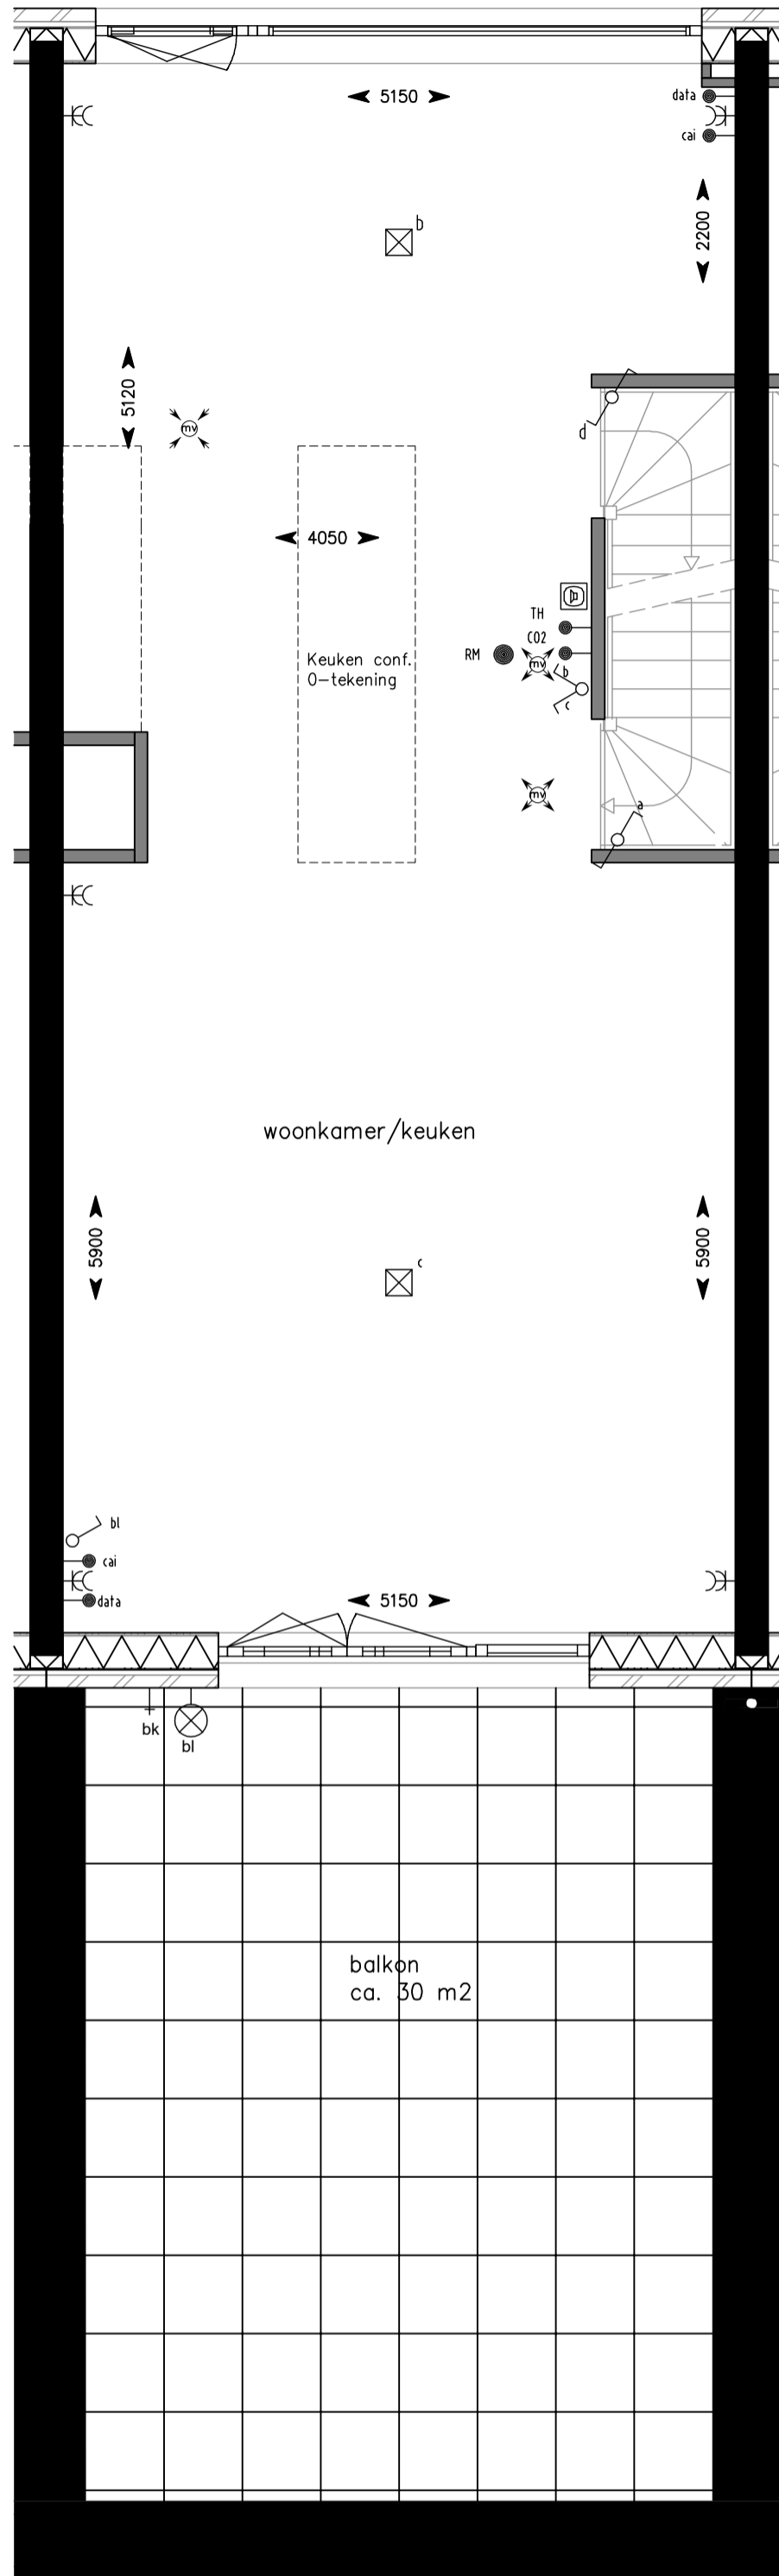 5150
data
cai
2200
b
5120
mv
d
4050
TH
CO2
RM
mv
b
c
Keuken conf.
0-tekening
mv
a
woonkamer/keuken
5900
5900
c
bl
cai
data
5150
bk
bl
balkon
ca. 30 m2